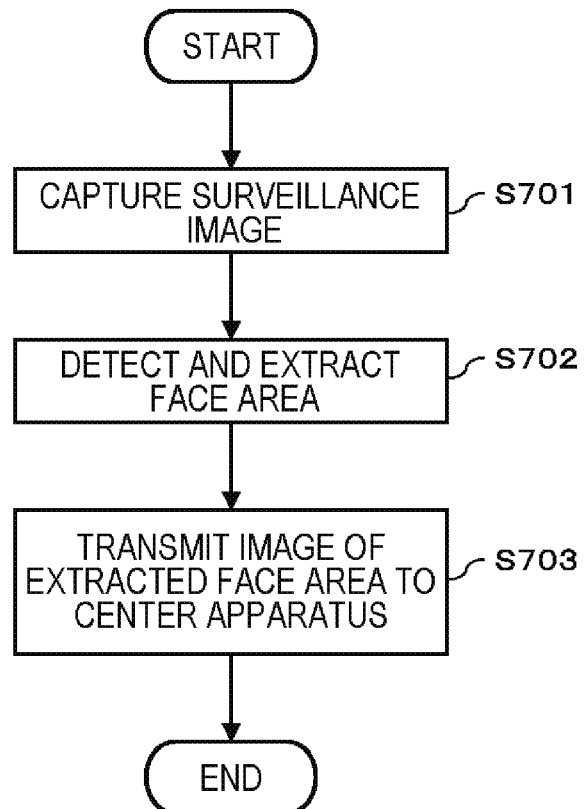 START
CAPTURE SURVEILLANCE
IMAGE
S701
DETECT AND EXTRACT
FACE AREA
S702
TRANSMIT IMAGE OF
EXTRACTED FACE AREA TO
CENTER APPARATUS
S703
END